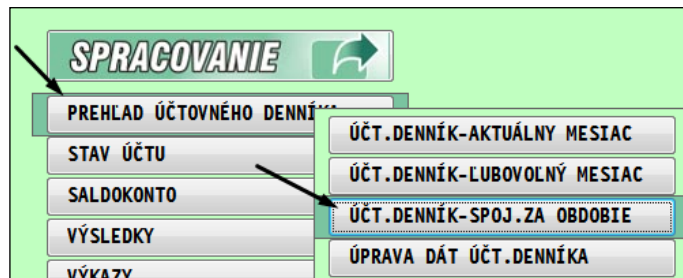 SPRACOVANIE
PREHĽAD ÚČTOVNÉHO DENNÍKA
STAV ÚČTU
SALDOKONTO
VÝSLEDKY
VÝKAZY
ÚČT.DENNÍK-AKTUÁLNY MESIAC
ÚČT.DENNÍK-ĽUBOVOĽNÝ MESIAC
ÚČT.DENNÍK-SPOJ.ZA OBDOBIE
ÚPRAVA DÁT ÚČT.DENNÍKA